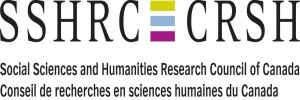 SSHRC CRSH
Social Sciences and Humanities Research Council of Canada
Conseil de recherches en sciences humaines du Canada